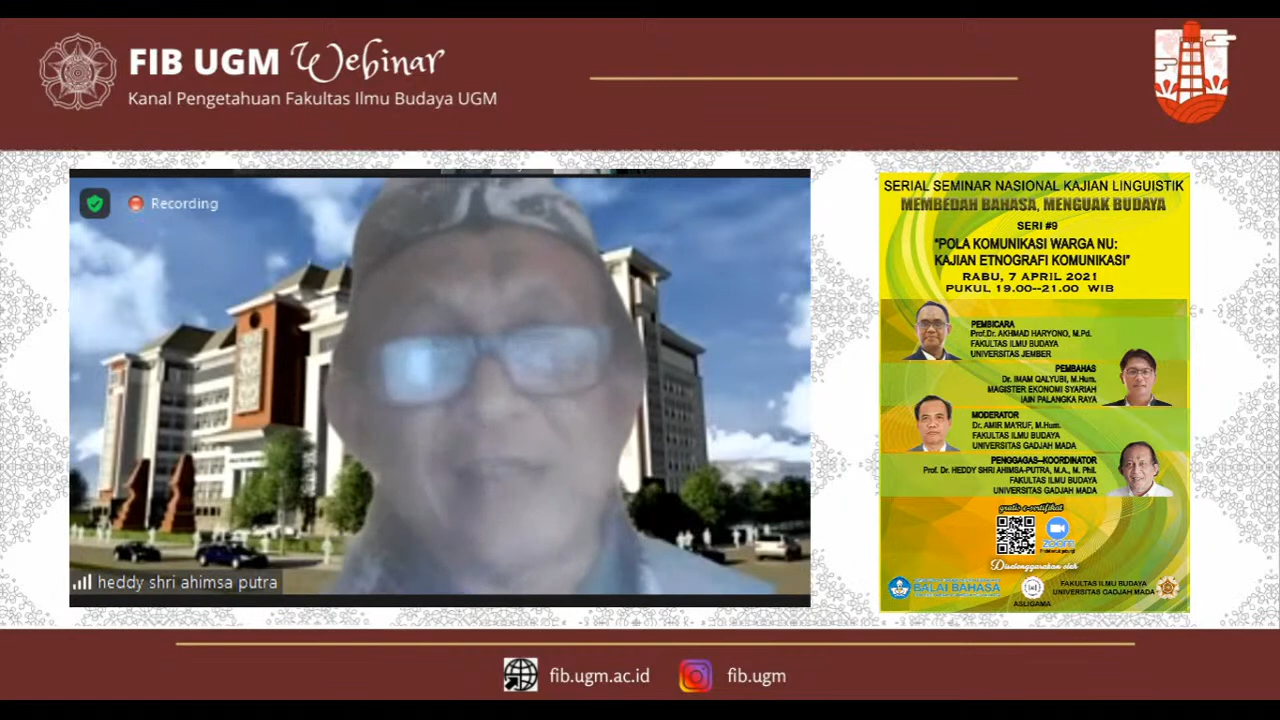 FIB UGM Webinar
Kanal Pengetahuan Fakultas Ilmu Budaya UGM
Recording
heddy shri ahimsa putra
SERIAL SEMINAR NASIONAL KAJIAN LINGUISTIK
MEMBEDAH BAHASA, MENGUAK BUDAYA
SERI #9
"POLA KOMUNIKASI WARGA NU:
KAJIAN ETNOGRAFI KOMUNIKASI"
RABU, 7 APRIL 2021
PUKUL 19.00--21.00 WIB
PEMBICARA
Prof.Dr. AKHMAD HARYONO, M.Pd.
FAKULTAS ILMU BUDAYA
UNIVERSITAS JEMBER
PEMBAHAS
Dr. IMAM QALYUBI, M.Hum.
MAGISTER EKONOMI SYARIAH
IAIN PALANGKA RAYA
MODERATOR
Dr. AMIR MA'RUF, M.Hum.
FAKULTAS ILMU BUDAYA
UNIVERSITAS GADJAH MADA
PENGGAGAS--KOORDINATOR
Prof. Dr. HEDDY SHRI AHIMSA-PUTRA, M.A., M. Phil.
FAKULTAS ILMU BUDAYA
UNIVERSITAS GADJAH MADA
gratis e-sertifikat
zoom
Diselenggarakan oleh
BALAI BAHASA
ASLIGAMA
FAKULTAS ILMU BUDAYA
UNIVERSITAS GADJAH MADA
fib.ugm.ac.id
fib.ugm